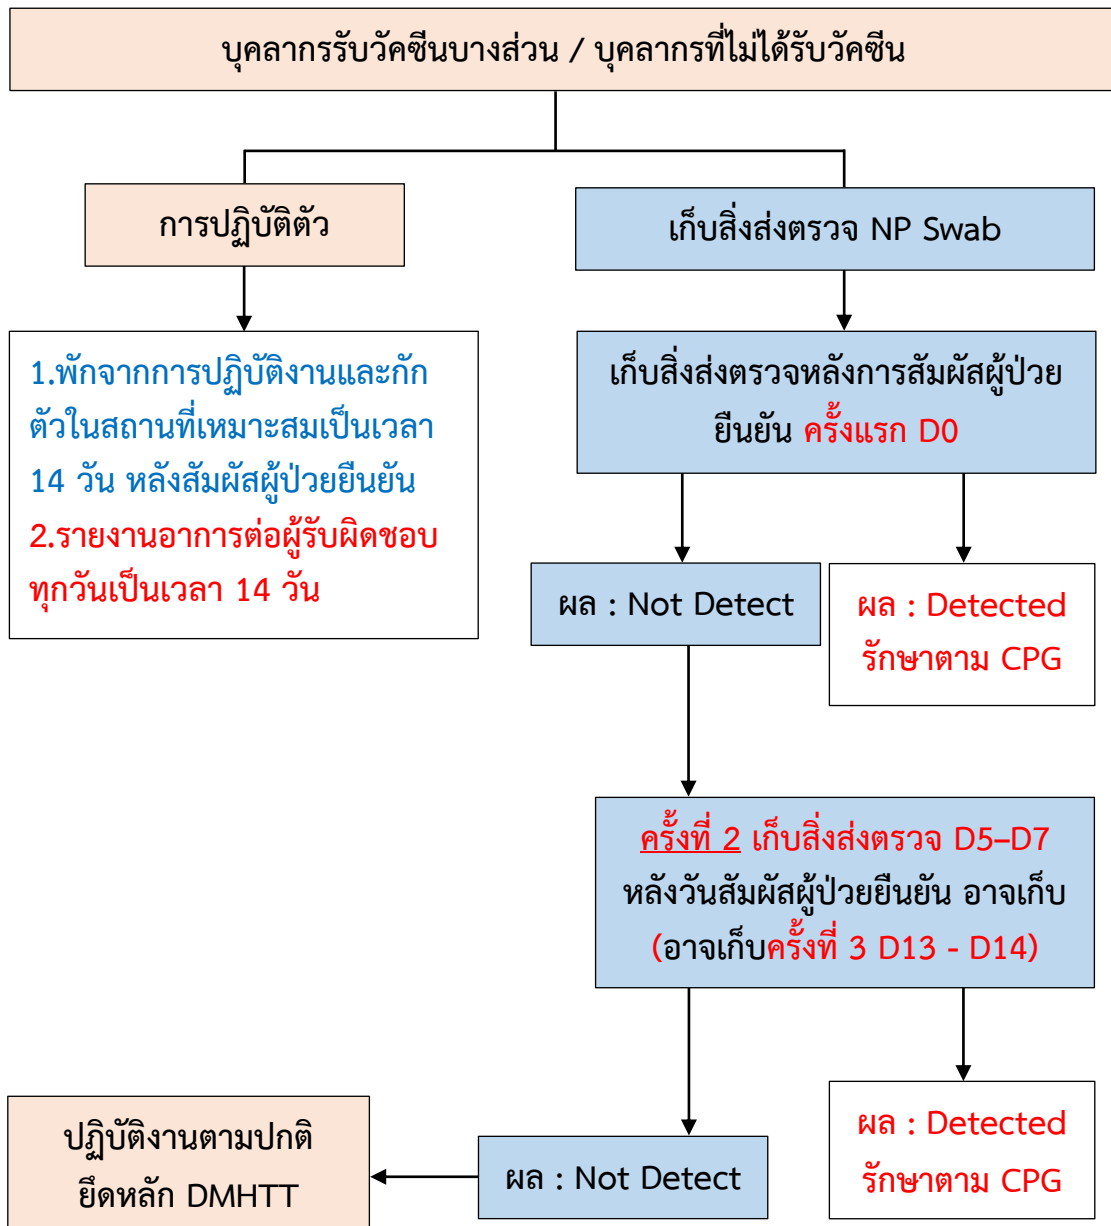 บุคลากรรับวัคซีนบางส่วน / บุคลากรที่ไม่ได้รับวัคซีน
การปฏิบัติตัว
1.พักจากการปฏิบัติงานและกัก
ตัวในสถานที่เหมาะสมเป็นเวลา
14 วัน หลังสัมผัสผู้ป่วยยืนยัน
2.รายงานอาการต่อผู้รับผิดชอบ
ทุกวันเป็นเวลา 14 วัน
เก็บสิ่งส่งตรวจ NP Swab
เก็บสิ่งส่งตรวจหลังการสัมผัสผู้ป่วย
ยืนยัน ครั้งแรก D0
ผล : Not Detect
ผล : Detected
รักษาตาม CPG
ครั้งที่ 2 เก็บสิ่งส่งตรวจ D5–D7
หลังวันสัมผัสผู้ป่วยยืนยัน อาจเก็บ
(อาจเก็บครั้งที่ 3 D13 - D14)
ผล : Detected
รักษาตาม CPG
ผล : Not Detect
ปฏิบัติงานตามปกติ
ยึดหลัก DMHTT